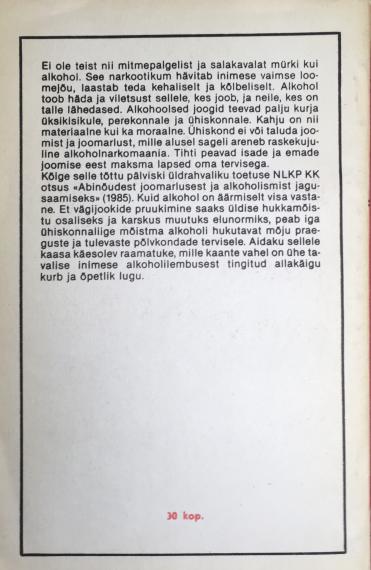 Ei ole teist nii mitmepalgelist ja salakavalat mürki kui
alkohol. See narkootikum hävitab inimese vaimse loo-
mejõu, laastab teda kehaliselt ja kõlbeliselt. Alkohol
toob häda ja viletsust sellele, kes joob, ja neile, kes on
talle lähedased. Alkohoolsed joogid teevad palju kurja
üksikisikule, perekonnale ja ühiskonnale. Kahju on nii
materiaalne kui ka moraalne. Ühiskond ei või taluda joo-
mist ja joomarlust, mille alusel sageli areneb raskekuju-
line alkoholnarkomaania. Tihti peavad isade ja emade
joomise eest maksma lapsed oma tervisega.
Kõige selle tõttu pälviski üldrahvaliku toetuse NLKP KK
otsus «Abinõudest joomarlusest ja alkoholismist jagu-
saamiseks» (1985). Kuid alkohol on äärmiselt visa vasta-
ne. Et vägijookide pruukimine saaks üldise hukkamõis-
tu osaliseks ja karskus muutuks elunormiks, peab iga
ühiskonnaliige mõistma alkoholi hukutavat mõju prae-
guste ja tulevaste põlvkondade tervisele. Aidaku sellele
kaasa käesolev raamatuke, mille kaante vahel on ühe ta-
valise inimese alkoholilembusest tingitud allakäigu
kurb ja õpetlik lugu.
kop.